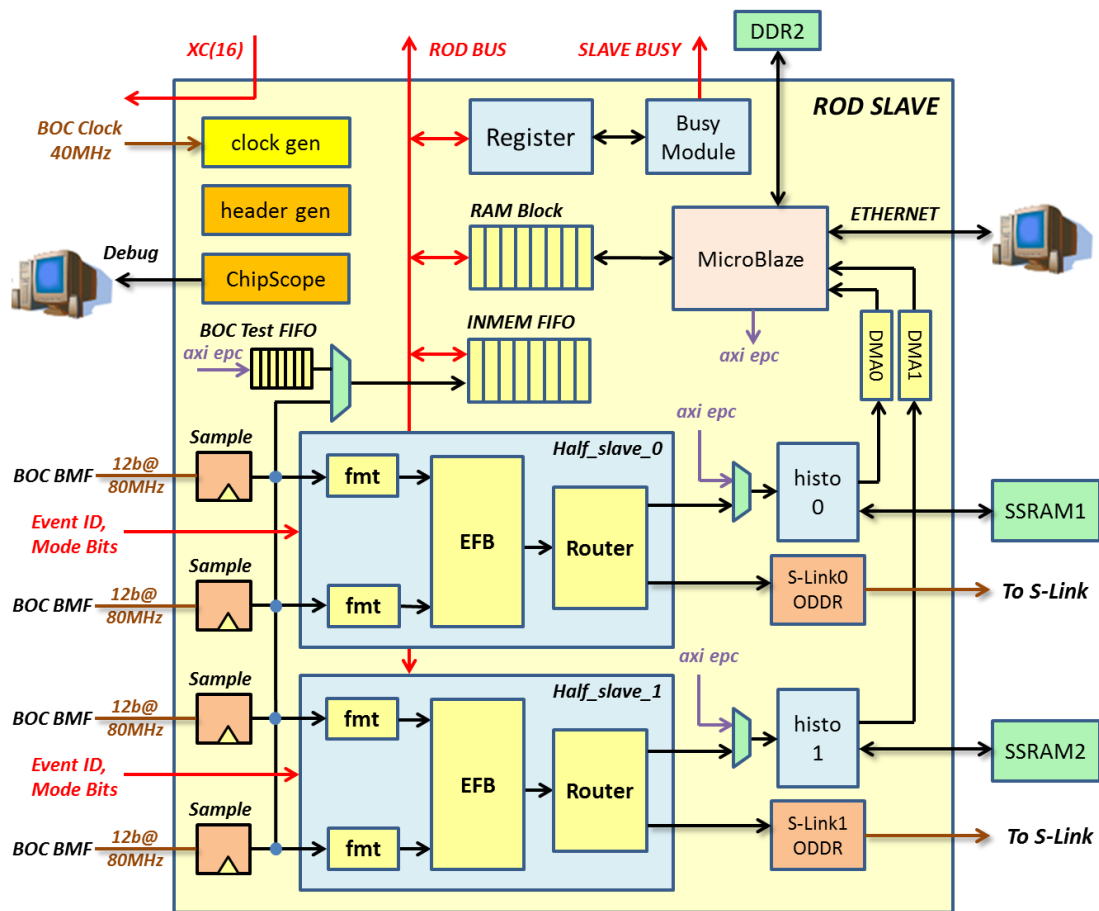 XC(16)
ROD BUS
SLAVE BUSY
DDR2
ROD SLAVE
BOC Clock
40MHz
clock gen
Register
Busy
Module
header gen
RAM Block
ETHERNET
Debug
ChipScope
MicroBlaze
BOC Test FIFO
INMEM FIFO
axi epc
axi epc
DMA0
DMA1
Sample
Half_slave_0
axi epc
BOC BMF
12b@
80MHz
fmt
histo
0
SSRAM1
Event ID,
Mode Bits
EFB
Router
Sample
S-Link0
ODDR
To S-Link
BOC BMF
12b@
80MHz
fmt
Sample
Half_slave_1
axi epc
BOC BMF
12b@
80MHz
fmt
histo
1
SSRAM2
Event ID,
Mode Bits
EFB
Router
Sample
S-Link1
ODDR
To S-Link
BOC BMF
12b@
80MHz
fmt